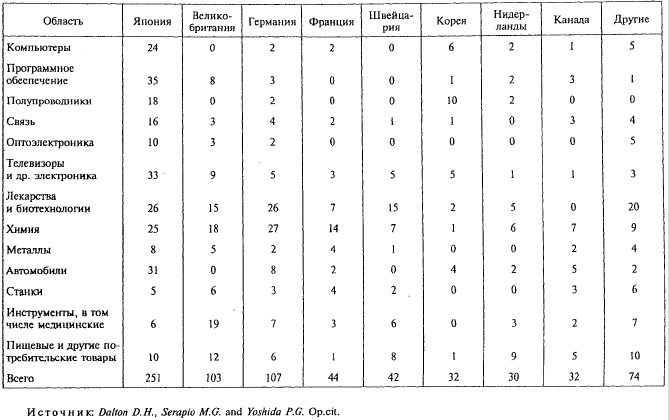 Область Япония Велико- Германия Франция Швейца- Корея Нидер- Канада Другие
британия рия ланды
Компьютеры 24 0 2 2 0 6 2 1 5
Программное
обеспечение 35 8 3 0 0 1 2 3 1
Полупроводники 18 0 2 0 0 10 2 0 0
Связь 16 3 4 2 1 1 0 3 4
Оптоэлектроника 10 3 2 0 0 0 0 0 5
Телевизоры
и др. электроника 33 9 5 3 5 5 1 1 3
Лекарства
и биотехнологии 26 15 26 7 15 2 5 0 20
Химия 25 18 27 14 7 1 6 7 9
Металлы 8 5 2 4 1 0 0 2 4
Автомобили 31 0 8 2 0 4 2 5 2
Станки 5 6 3 4 2 0 0 3 6
Инструменты, в том
числе медицинские 6 19 7 3 6 0 3 2 7
Пищевые и другие по-
требительские товары 10 12 6 1 8 1 9 5 10
Всего 251 103 107 44 42 32 30 32 74
Источник: Dalton D.H., Serapio M.G. and Yoshida P.G. Op.cit.